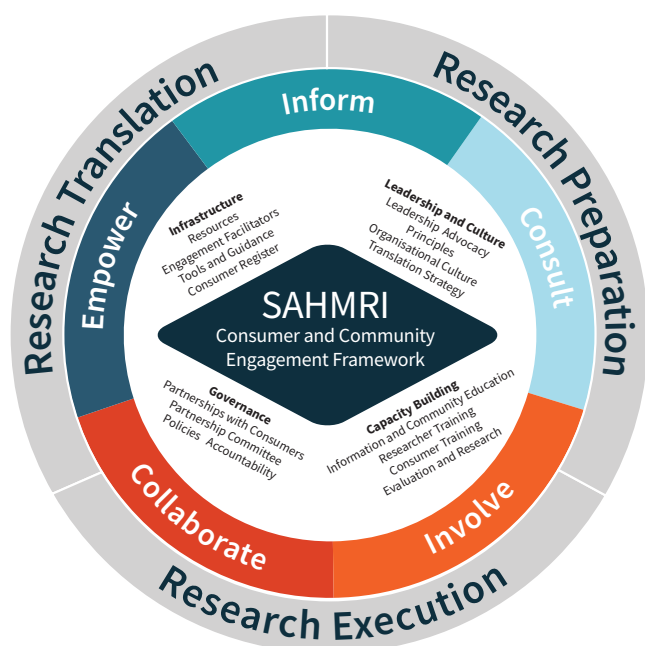 Research Translation
Research Preparation
Research Execution
Inform
Consult
Involve
Collaborate
Empower
Infrastructure
Resources
Engagement Facilitators
Tools and Guidance
Consumer Register
Leadership and Culture
Leadership Advocacy
Principles
Organisational Culture
Translation Strategy
SAHMRI
Consumer and Community
Engagement Framework
Governance
Partnerships with Consumers
Partnership Committee
Policies Accountability
Capacity Building
Information and Community Education
Researcher Training
Consumer Training
Evaluation and Research